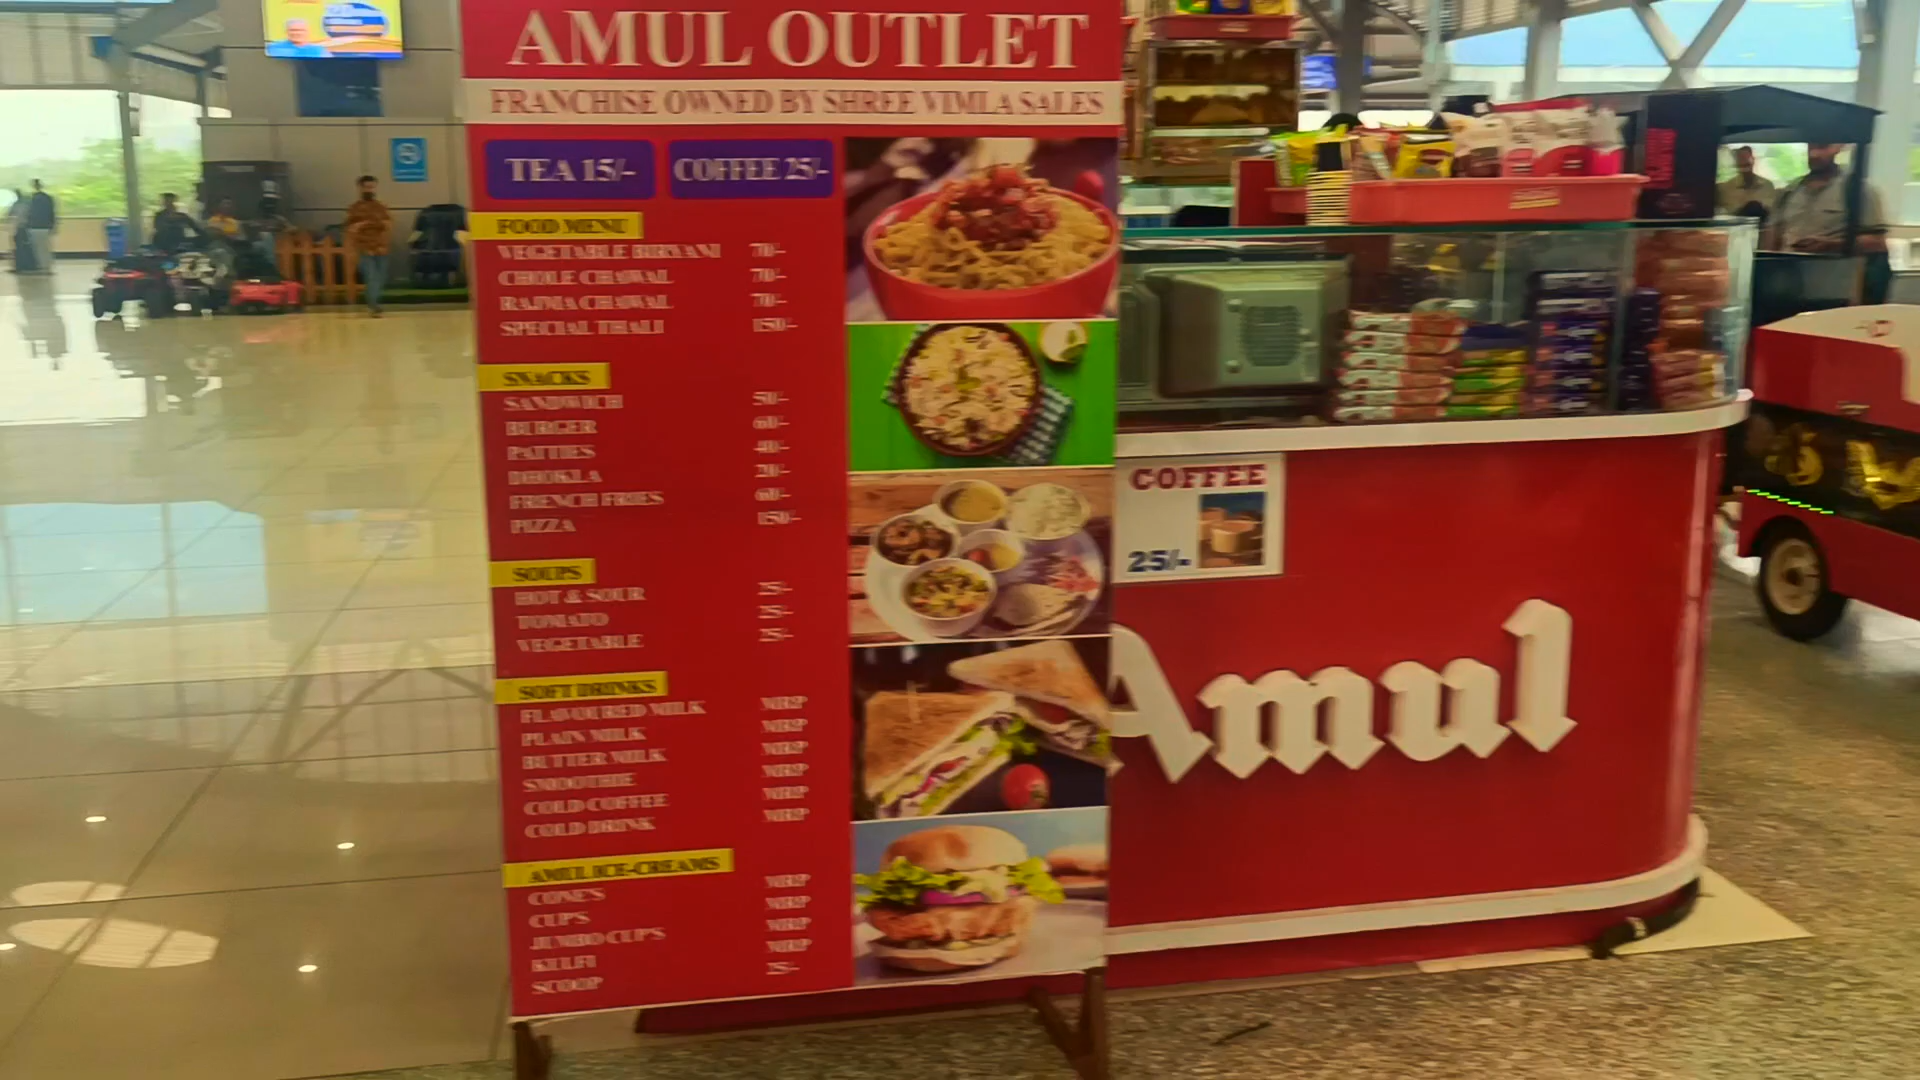 AMUL OUTLET
FRANCHISE OWNED BY SHREE VIMLA SALES
TEA 15/-
COFFEE 25/-
FOOD MENU
VEGETABLE BIRYANI 70/-
CHOLE CHAWAL 70/-
RAJMA CHAWAL 70/-
SPECIAL THALI 150/-
SNACKS
SANDWICH 50/-
BURGER 60/-
PATTIES 40/-
DHOKLA 20/-
FRENCH FRIES 60/-
PIZZA 150/-
SOUPS
HOT & SOUR 25/-
TOMATO 25/-
VEGETABLE 25/-
SOFT DRINKS
FLAVOURED MILK MRP
PLAIN MILK MRP
BUTTER MILK MRP
SMOOTHIE MRP
COLD COFFEE MRP
COLD DRINK MRP
AMUL ICE-CREAMS
CONE'S MRP
CUP'S MRP
JUMBO CUP'S MRP
KULFI MRP
SCOOP 25/-
COFFEE
25/-
Amul